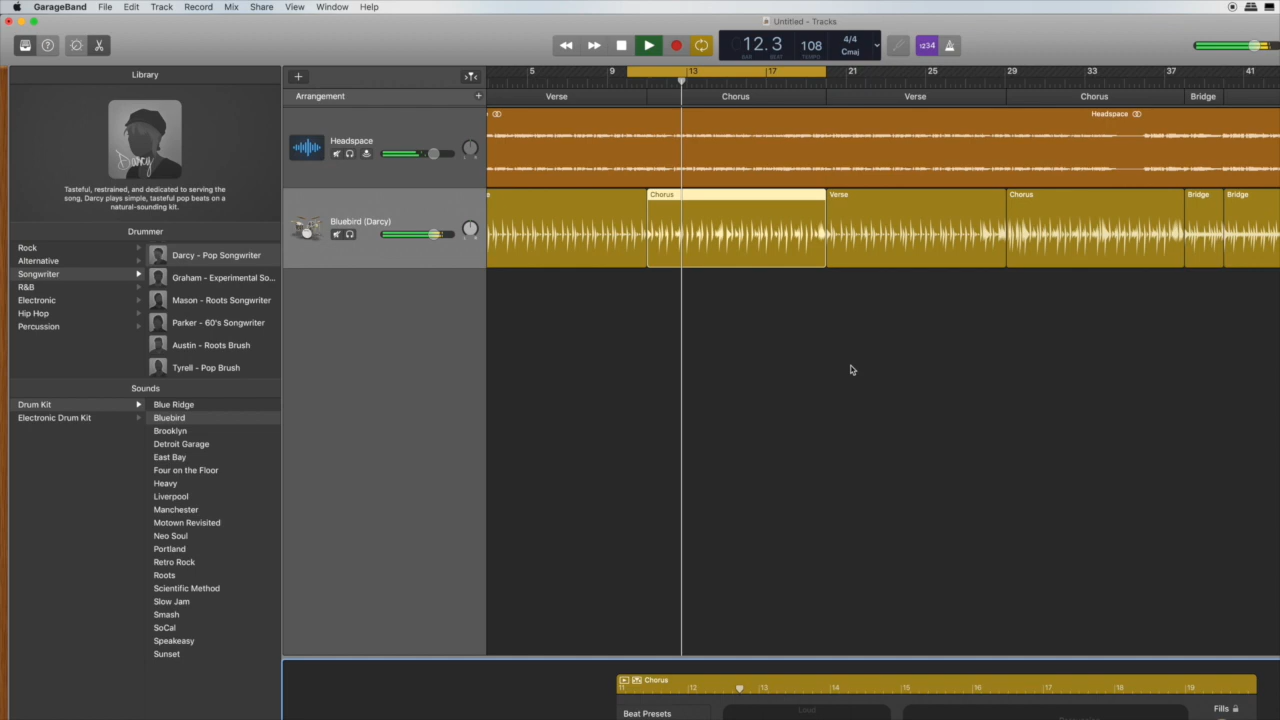 GarageBand File Edit Track Record Mix Share View Window Help
Untitled - Tracks
12.3 108 4/4
Cmaj
BAR BEAT TEMPO
1234
Library
5 9 13 17 21 25 29 33 37 41
Arrangement
Verse Chorus Verse Chorus Bridge
Darcy
Headspace
L R
Headspace
Tasteful, restrained, and dedicated to serving the
song, Darcy plays simple, tasteful pop beats on a
natural-sounding kit.
Chorus Verse Chorus Bridge Bridge
Bluebird (Darcy)
L R
Drummer
Rock
Alternative
Songwriter
R&B
Electronic
Hip Hop
Percussion
Darcy - Pop Songwriter
Graham - Experimental So...
Mason - Roots Songwriter
Parker - 60's Songwriter
Austin - Roots Brush
Tyrell - Pop Brush
Sounds
Drum Kit
Electronic Drum Kit
Blue Ridge
Bluebird
Brooklyn
Detroit Garage
East Bay
Four on the Floor
Heavy
Liverpool
Manchester
Motown Revisited
Neo Soul
Portland
Retro Rock
Roots
Scientific Method
Slow Jam
Smash
SoCal
Speakeasy
Sunset
Chorus
11 12 13 14 15 16 17 18 19
Beat Presets
Loud
Fills